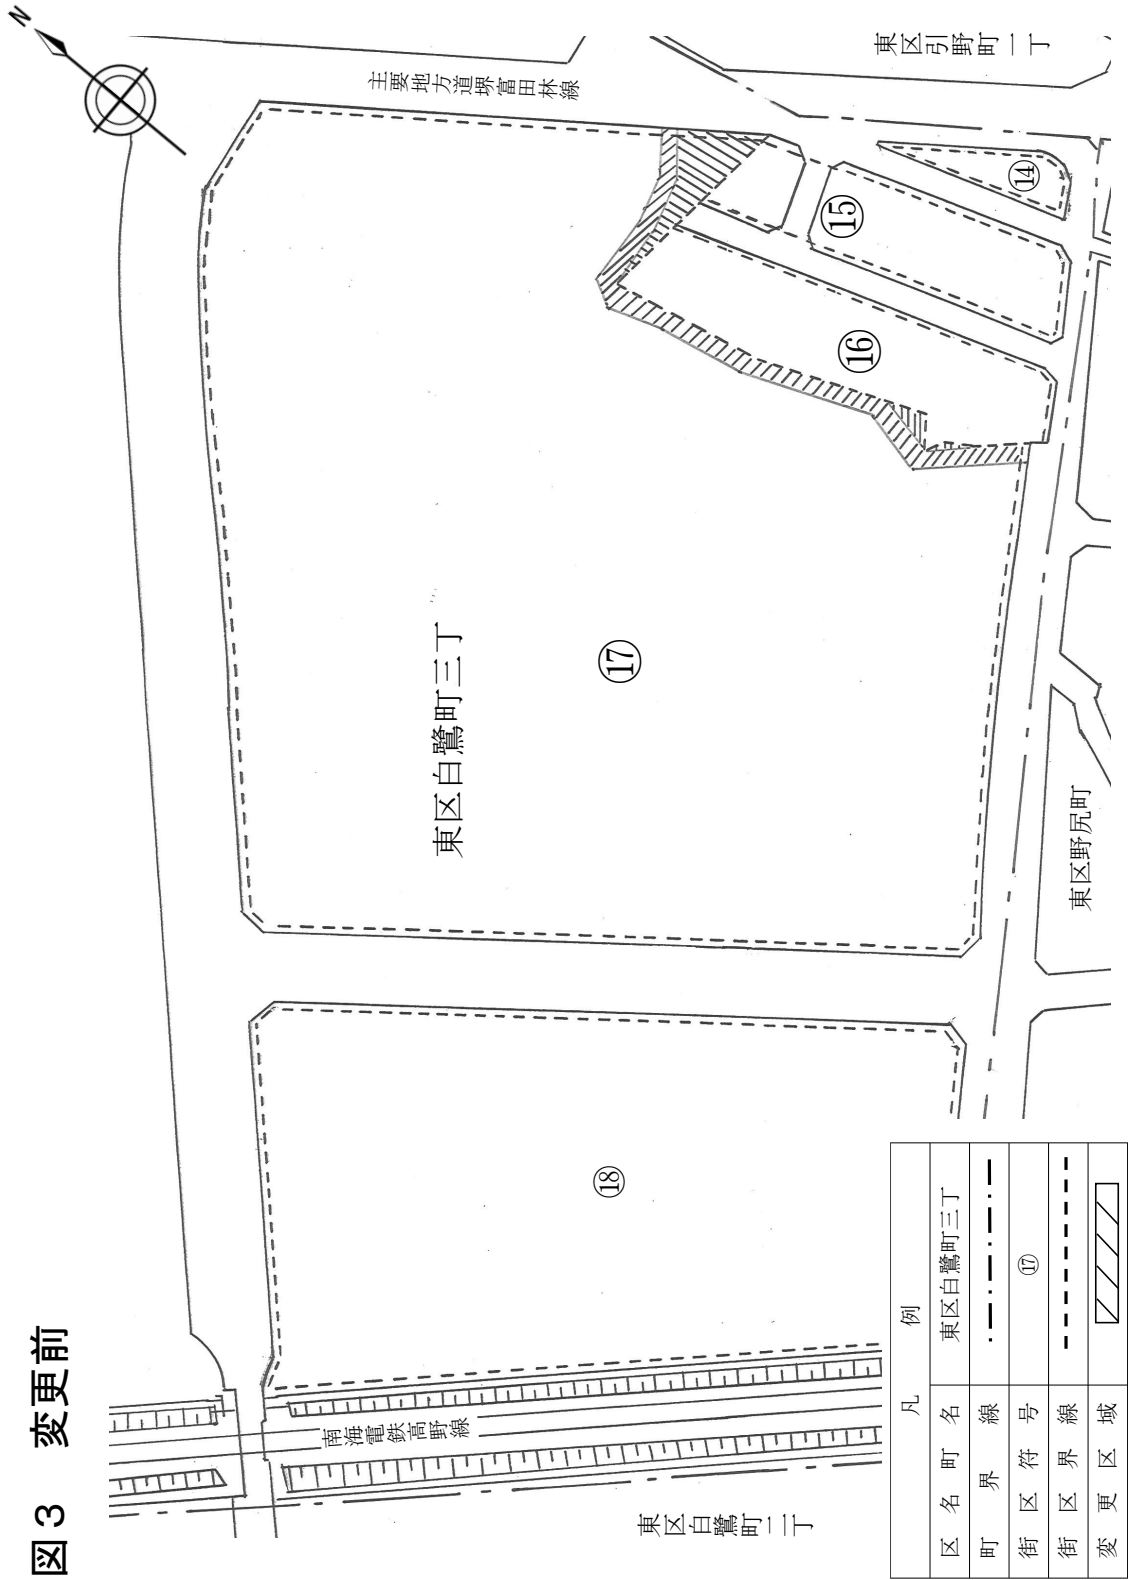 図3 変更前
N
主要地方道堺富田林線
東区引野町一丁
⑭
⑮
⑯
東区白鷺町三丁
⑰
東区野尻町
⑱
南海電鉄高野線
東区白鷺町二丁
凡 例
区名町名 東区白鷺町三丁
町界線
街区符号 ⑰
街区界線
変更区域